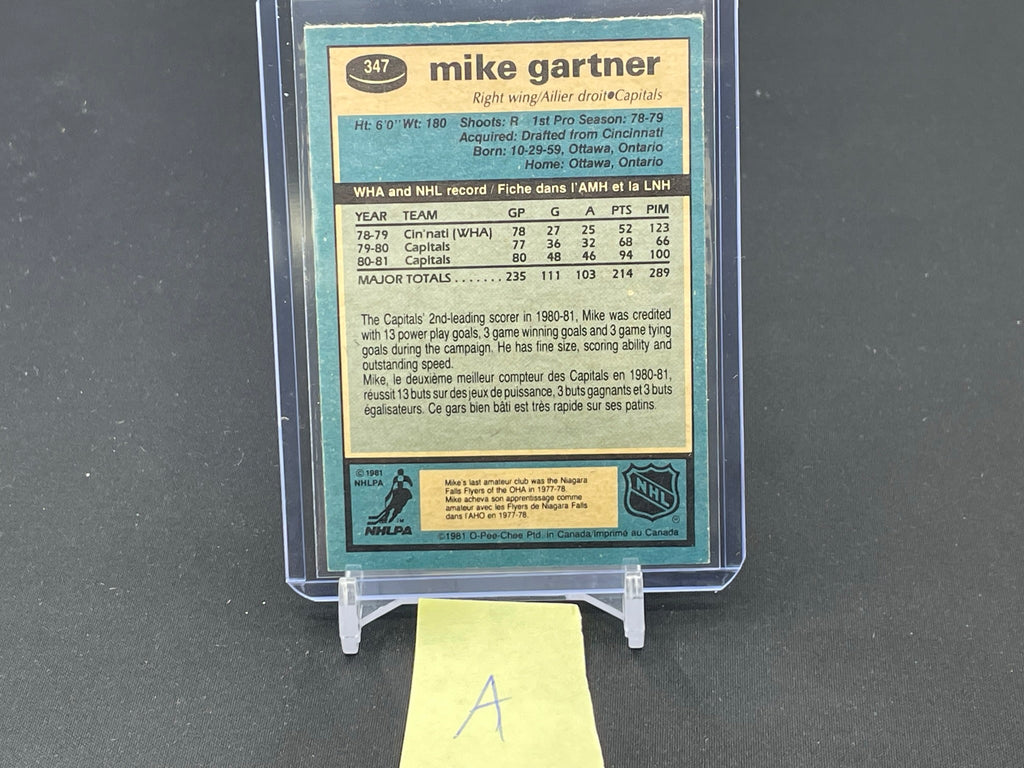 347
mike gartner
Right wing/Ailier droit●Capitals
Ht: 6'0" Wt: 180 Shoots: R 1st Pro Season: 78-79
Acquired: Drafted from Cincinnati
Born: 10-29-59, Ottawa, Ontario
Home: Ottawa, Ontario
WHA and NHL record / Fiche dans l'AMH et la LNH
YEAR TEAM GP G A PTS PIM
78-79 Cin'nati (WHA) 78 27 25 52 123
79-80 Capitals 77 36 32 68 66
80-81 Capitals 80 48 46 94 100
MAJOR TOTALS . . . . . . . 235 111 103 214 289
The Capitals' 2nd-leading scorer in 1980-81, Mike was credited
with 13 power play goals, 3 game winning goals and 3 game tying
goals during the campaign. He has fine size, scoring ability and
outstanding speed.
Mike, le deuxième meilleur compteur des Capitals en 1980-81,
réussit 13 buts sur des jeux de puissance, 3 buts gagnants et 3 buts
égalisateurs. Ce gars bien bâti est très rapide sur ses patins.
© 1981
NHLPA
NHLPA
TM
Mike's last amateur club was the Niagara
Falls Flyers of the OHA in 1977-78.
Mike acheva son apprentissage comme
amateur avec les Flyers de Niagara Falls
dans l'AHO en 1977-78.
NHL
®
©1981 O-Pee-Chee Ptd. in Canada/Imprimé au Canada
A